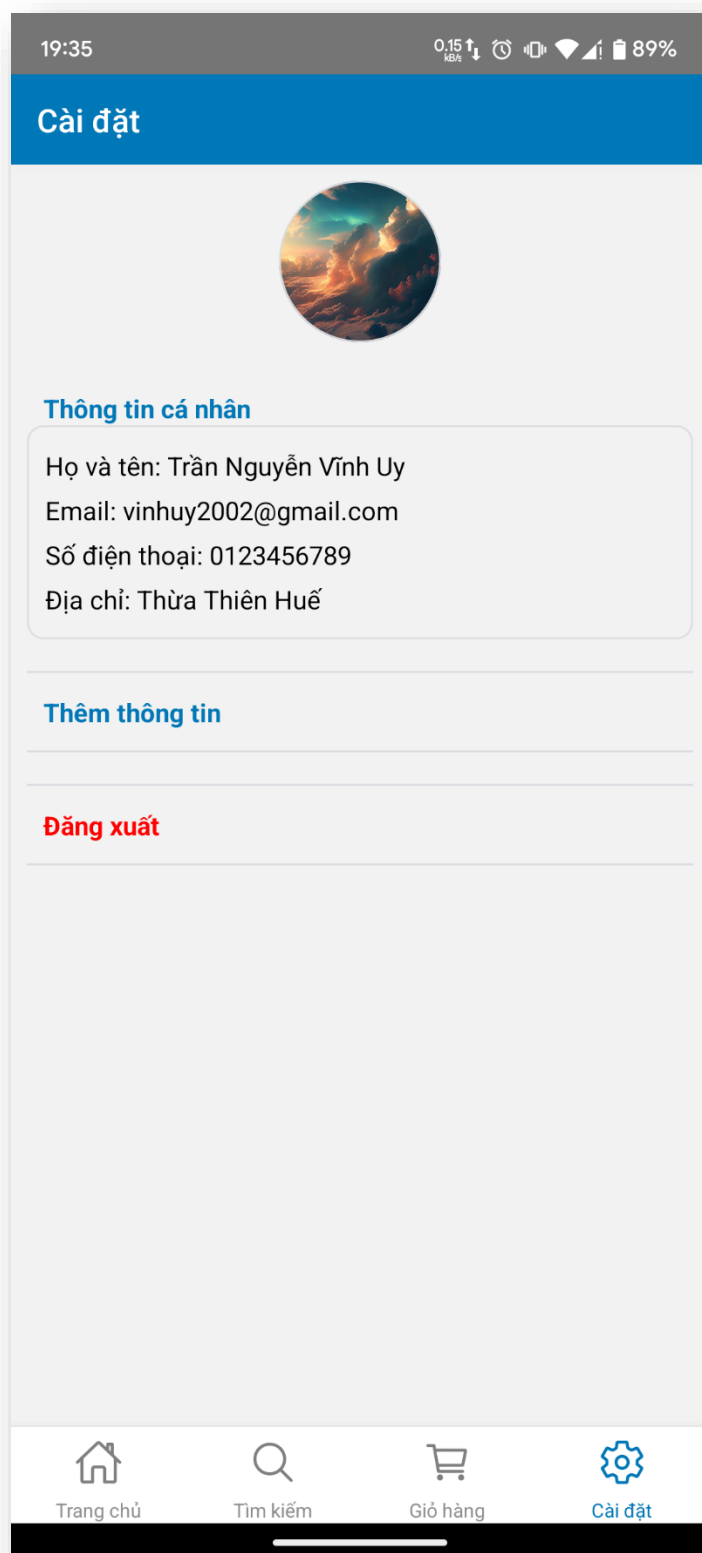 19:35
0.15 kB/s 89%
Cài đặt
Thông tin cá nhân
Họ và tên: Trần Nguyễn Vĩnh Uy
Email: vinhuy2002@gmail.com
Số điện thoại: 0123456789
Địa chỉ: Thừa Thiên Huế
Thêm thông tin
Đăng xuất
Trang chủ
Tìm kiếm
Giỏ hàng
Cài đặt